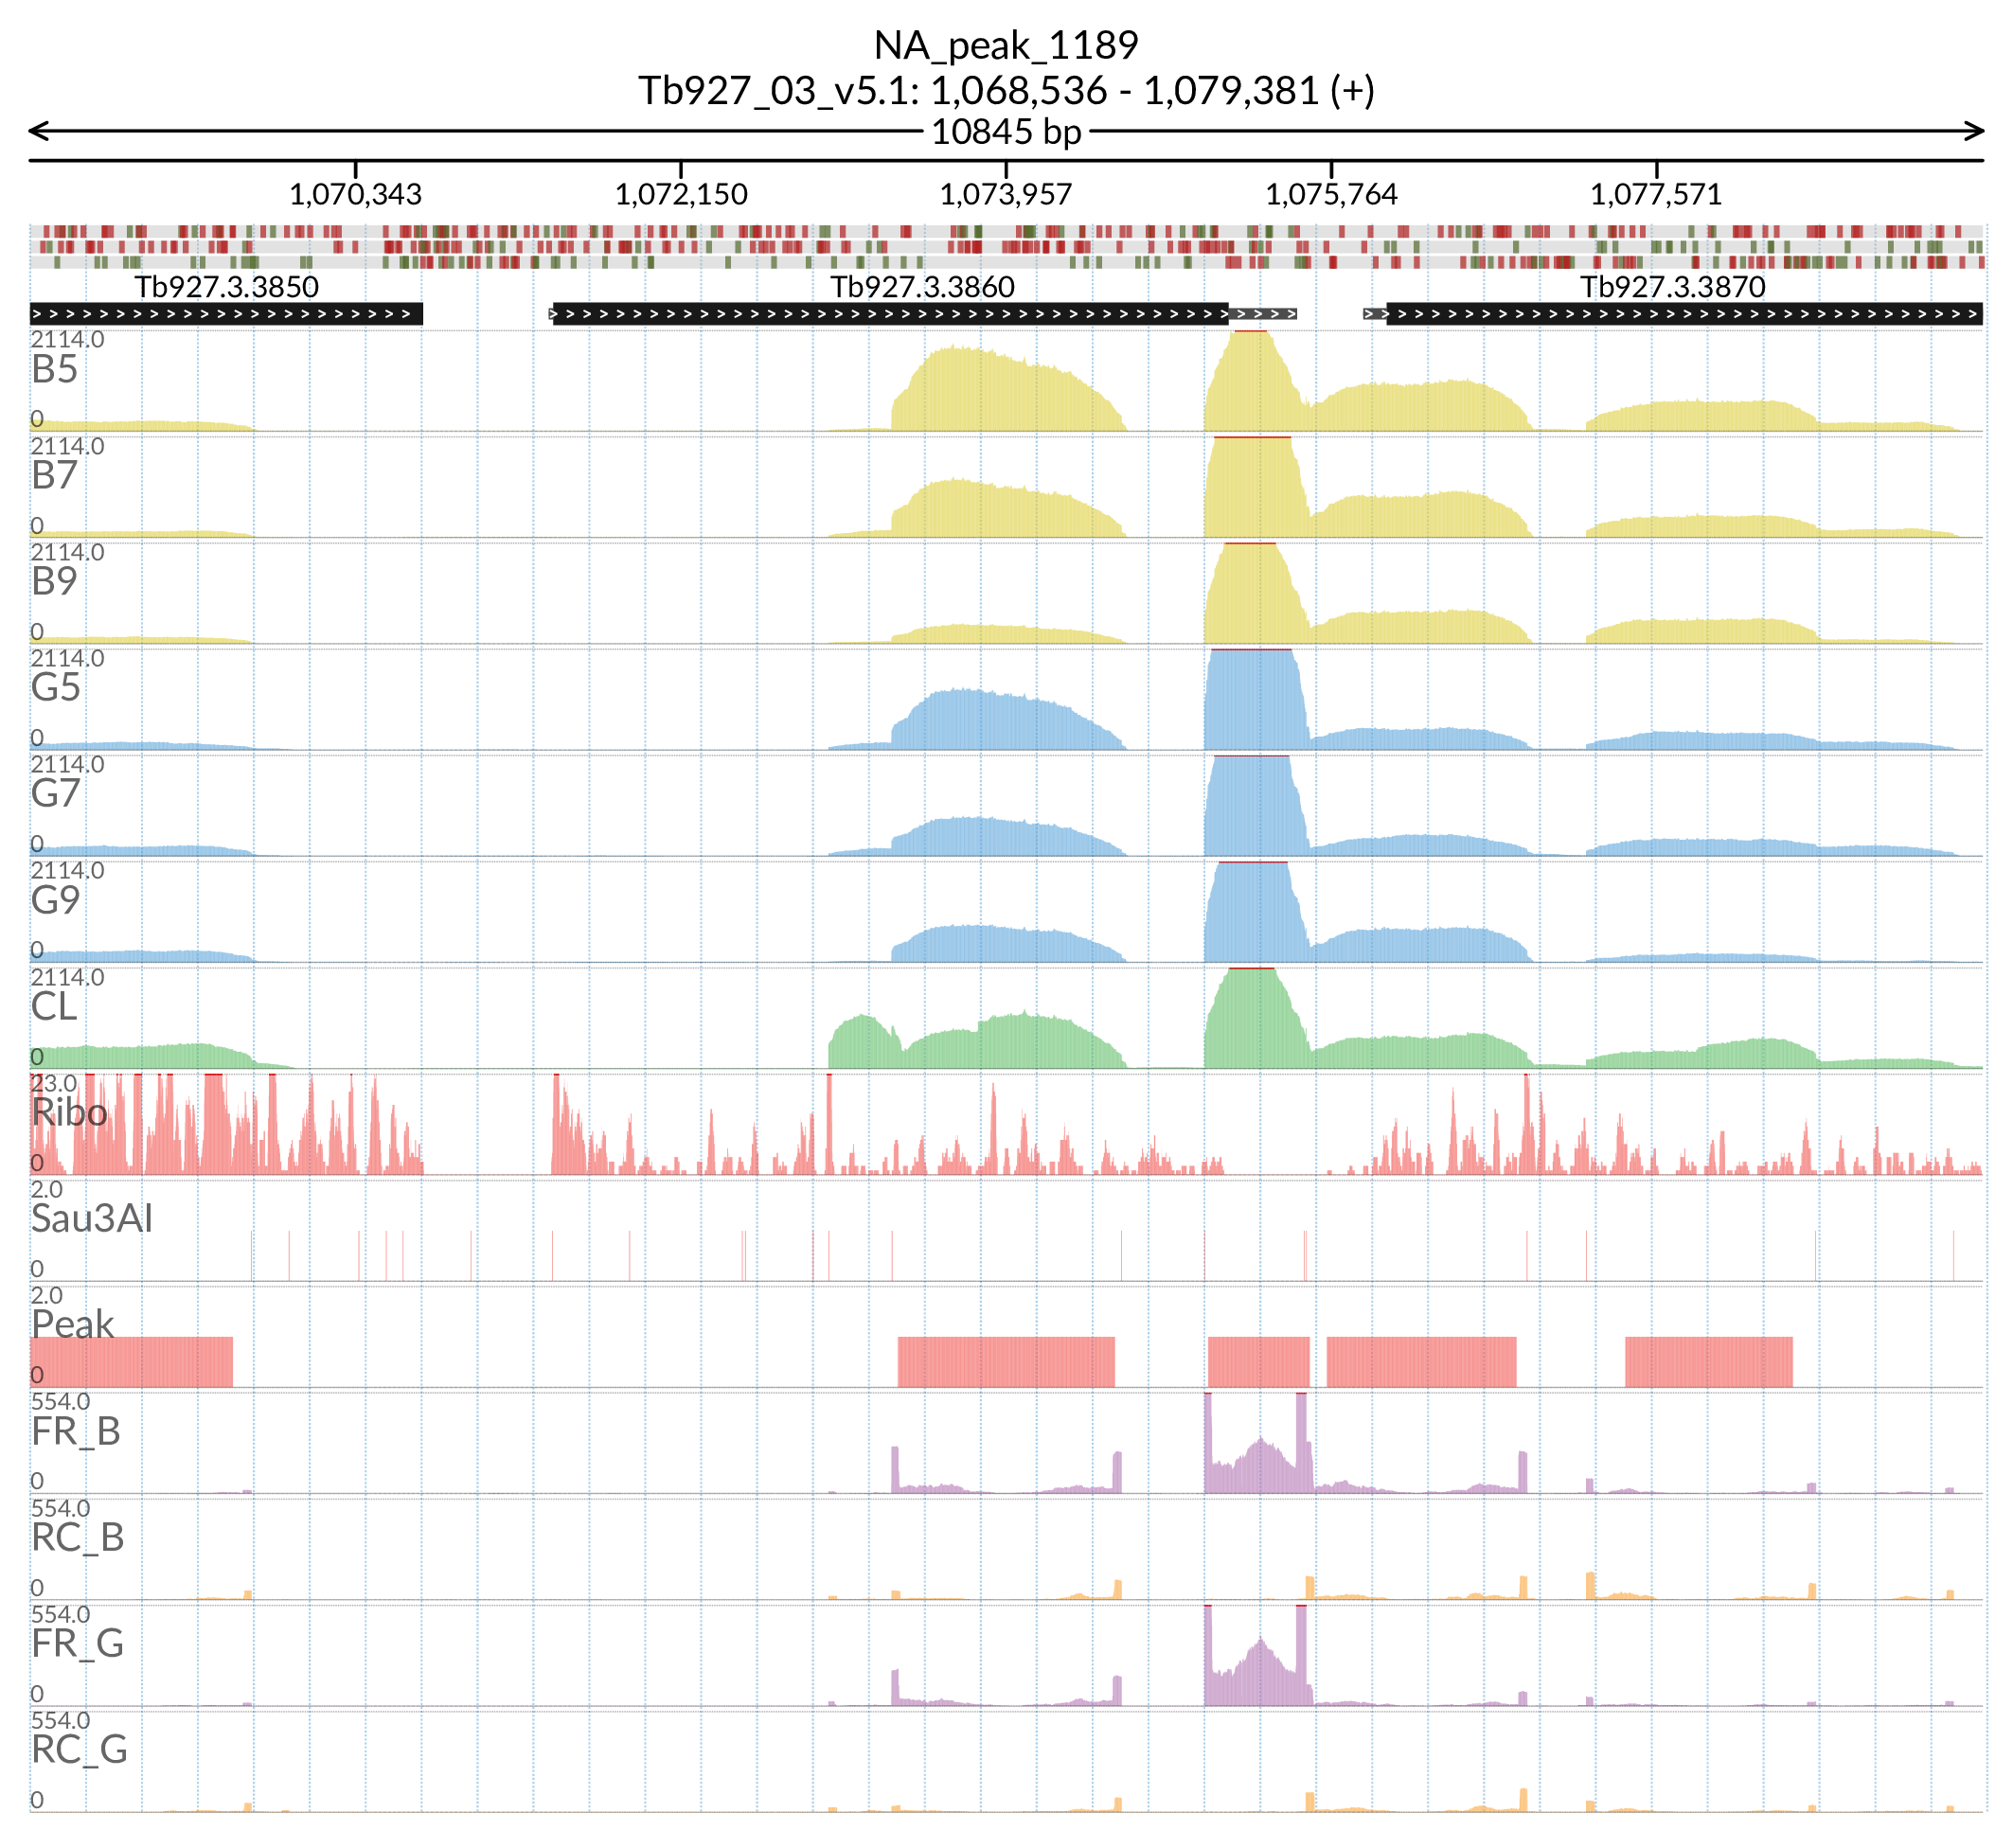 NA_peak_1189
Tb927_03_v5.1: 1,068,536 - 1,079,381 (+)
10845 bp
1,070,343 1,072,150 1,073,957 1,075,764 1,077,571
Tb927.3.3850 Tb927.3.3860 Tb927.3.3870
2114.0
B5
0
2114.0
B7
0
2114.0
B9
0
2114.0
G5
0
2114.0
G7
0
2114.0
G9
0
2114.0
CL
0
23.0
Ribo
0
2.0
Sau3AI
0
2.0
Peak
0
554.0
FR_B
0
554.0
RC_B
0
554.0
FR_G
0
554.0
RC_G
0